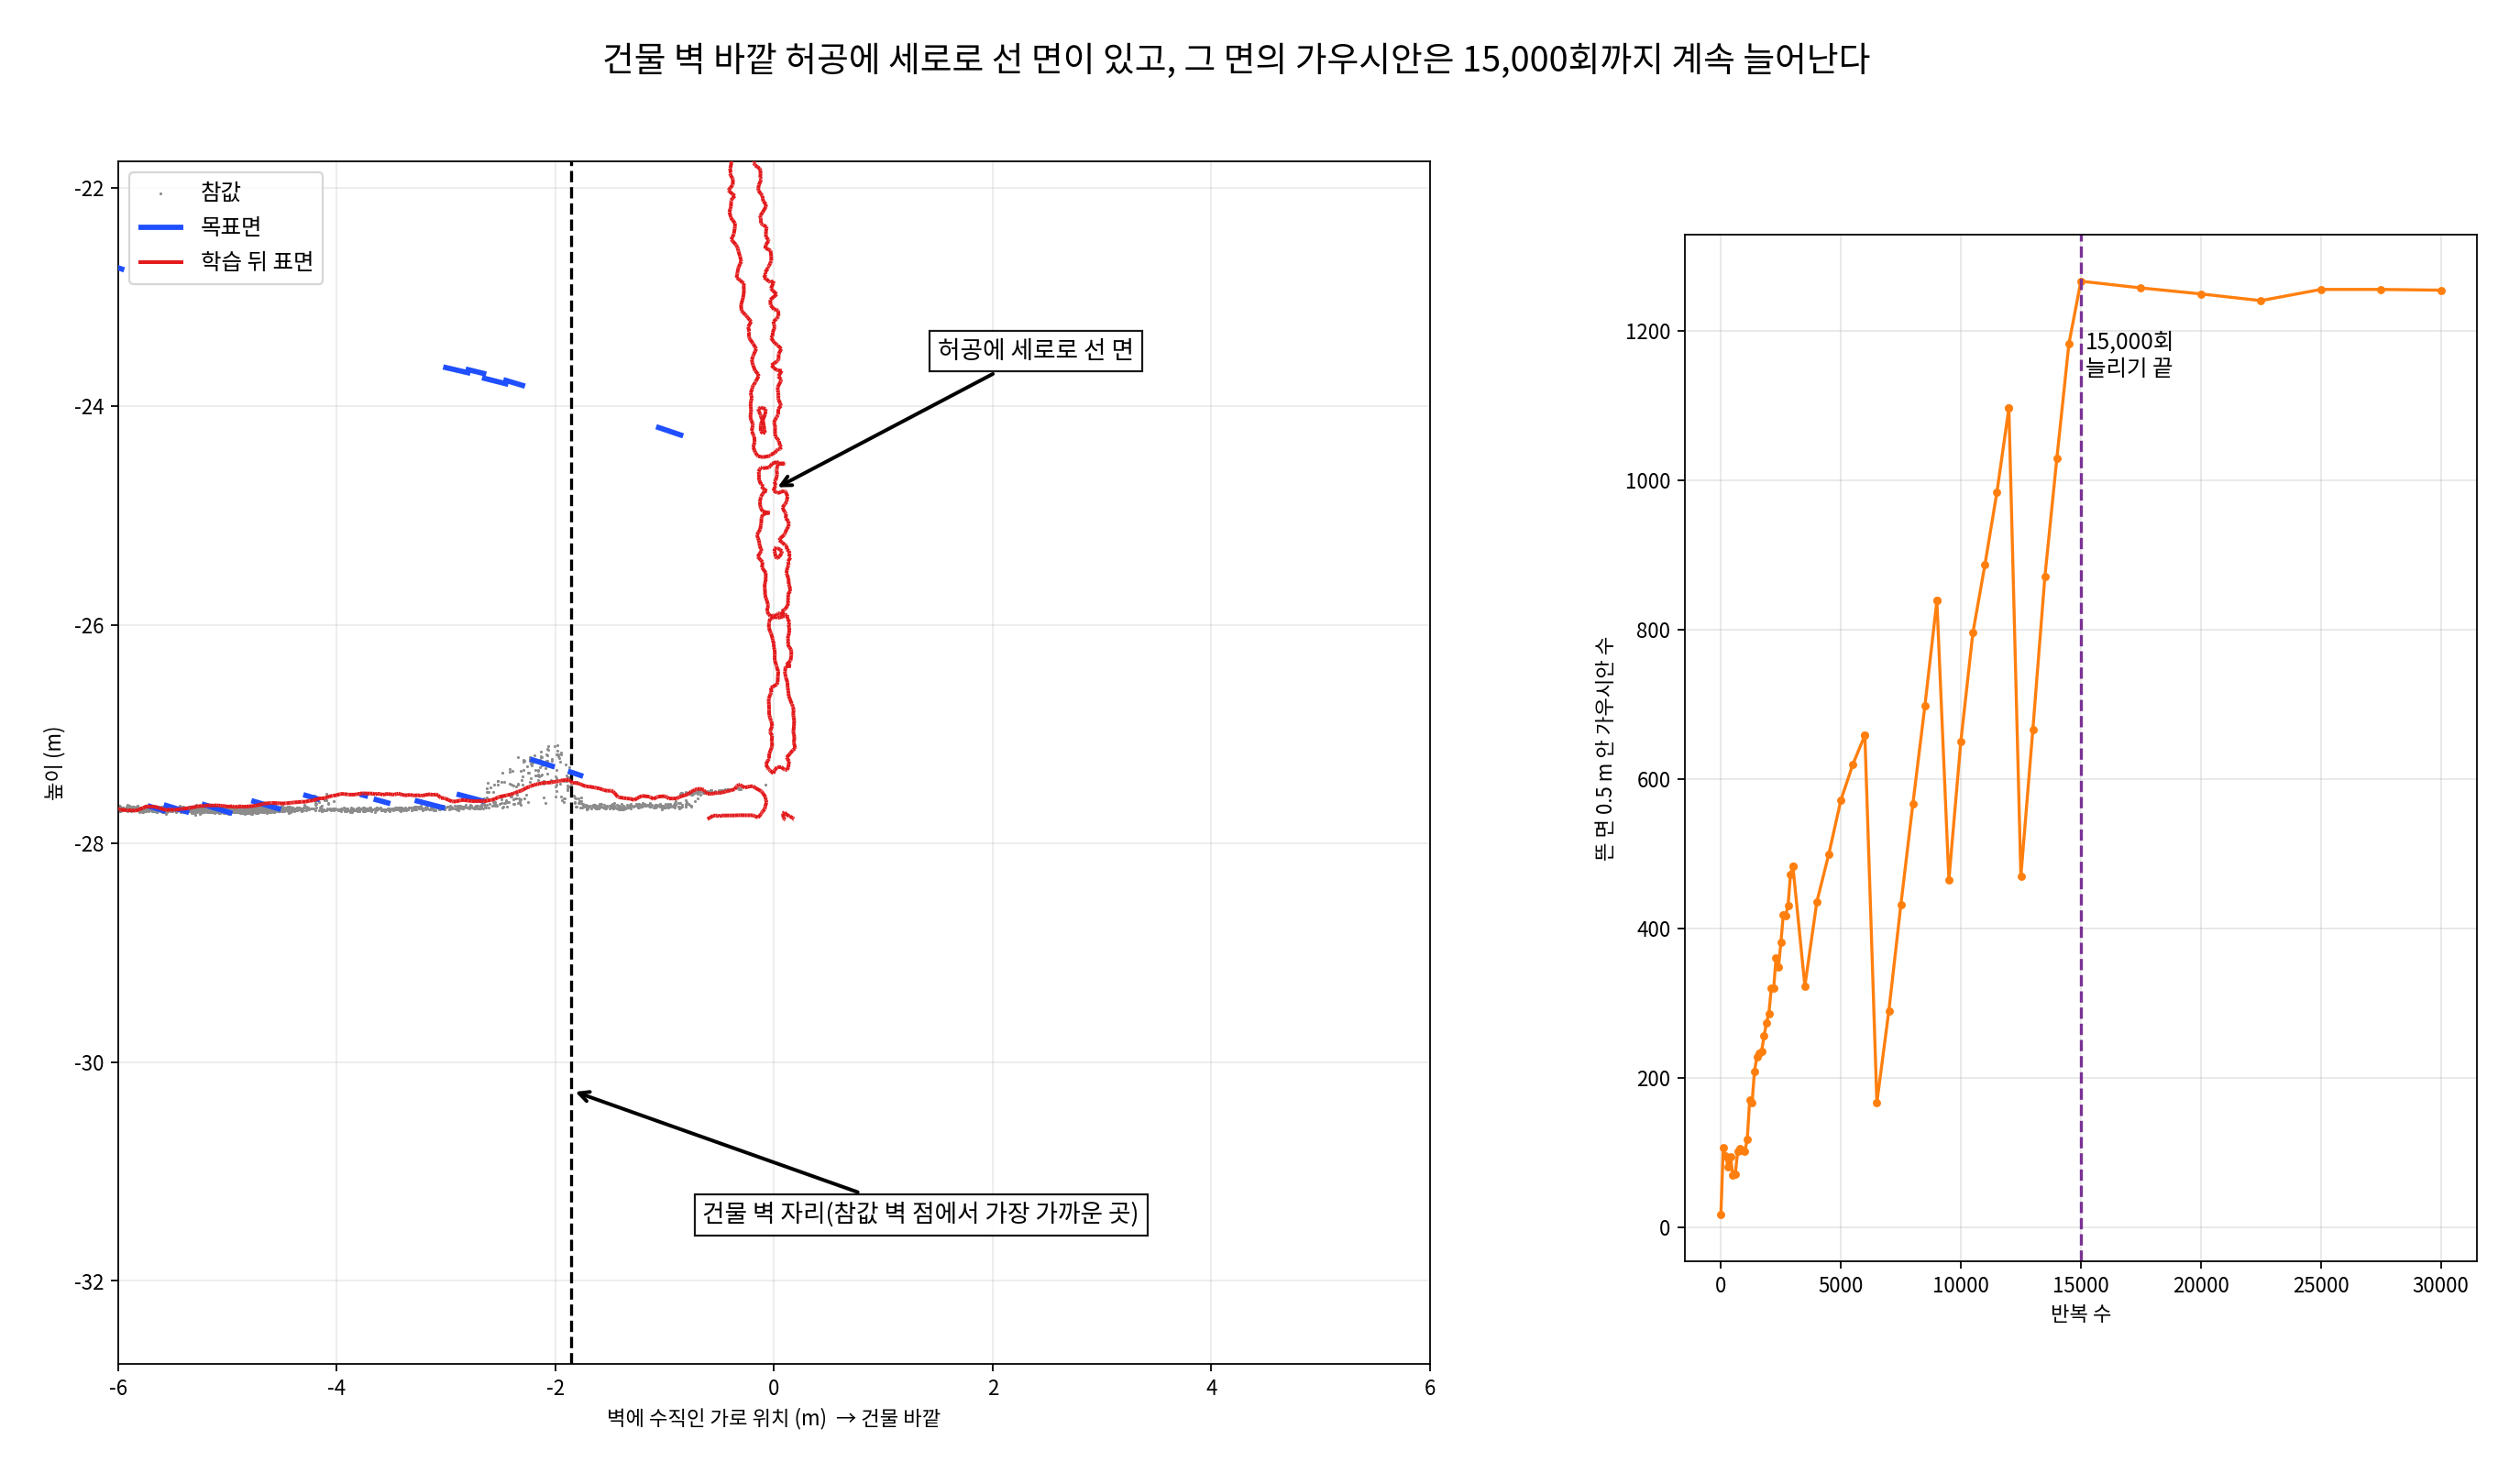 건물 벽 바깥 허공에 세로로 선 면이 있고, 그 면의 가우시안은 15,000회까지 계속 늘어난다
참값
목표면
학습 뒤 표면
허공에 세로로 선 면
건물 벽 자리(참값 벽 점에서 가장 가까운 곳)
높이 (m)
-22
-24
-26
-28
-30
-32
-6
-4
-2
0
2
4
6
벽에 수직인 가로 위치 (m) → 건물 바깥
뜬 면 0.5 m 안 가우시안 수
1200
1000
800
600
400
200
0
15,000회
늘리기 끝
0
5000
10000
15000
20000
25000
30000
반복 수